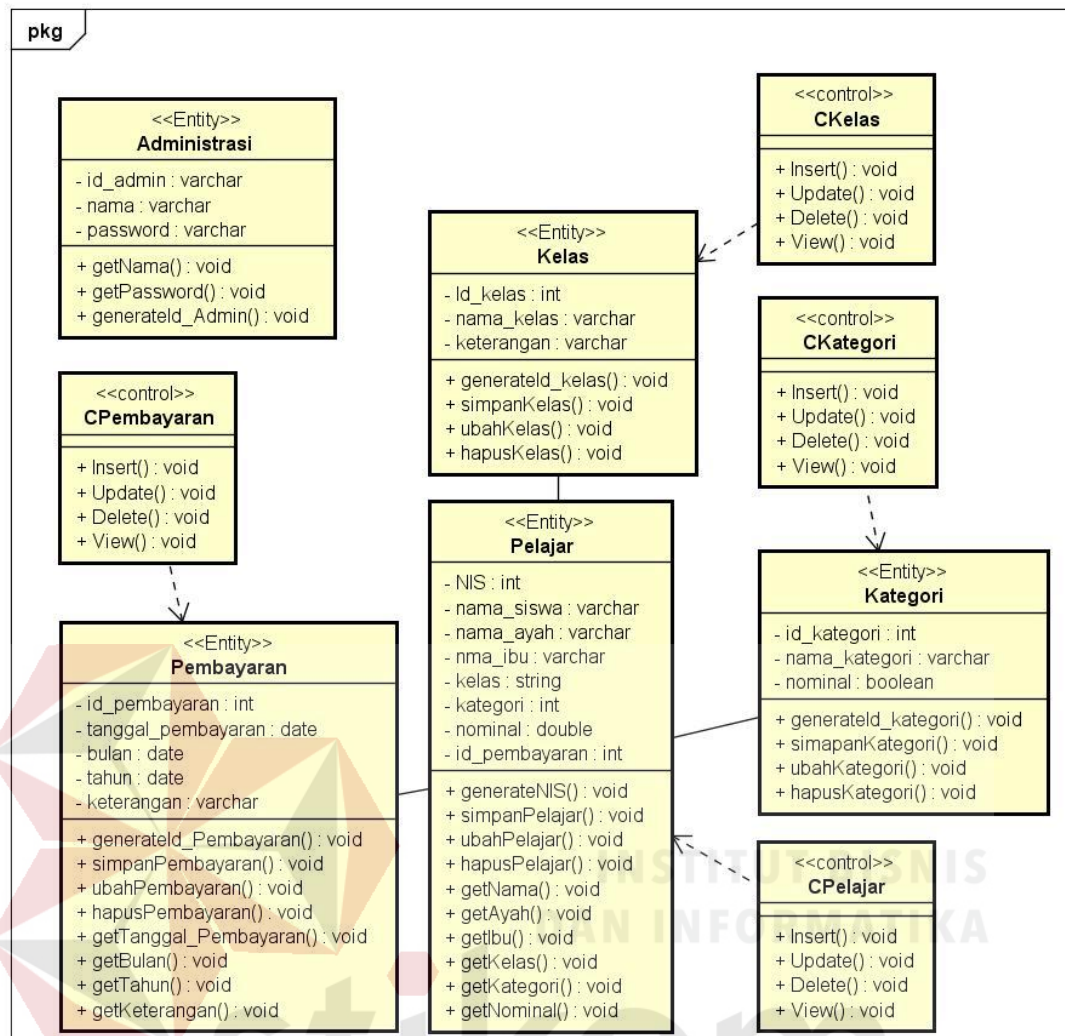 pkg
<<Entity>>
Administrasi
- id_admin : varchar
- nama : varchar
- password : varchar
+ getNama() : void
+ getPassword() : void
+ generateId_Admin() : void
<<control>>
CKelas
+ Insert() : void
+ Update() : void
+ Delete() : void
+ View() : void
<<Entity>>
Kelas
- Id_kelas : int
- nama_kelas : varchar
- keterangan : varchar
+ generateId_kelas() : void
+ simpanKelas() : void
+ ubahKelas() : void
+ hapusKelas() : void
<<control>>
CKategori
+ Insert() : void
+ Update() : void
+ Delete() : void
+ View() : void
<<control>>
CPembayaran
+ Insert() : void
+ Update() : void
+ Delete() : void
+ View() : void
<<Entity>>
Pelajar
- NIS : int
- nama_siswa : varchar
- nama_ayah : varchar
- nma_ibu : varchar
- kelas : string
- kategori : int
- nominal : double
- id_pembayaran : int
+ generateNIS() : void
+ simpanPelajar() : void
+ ubahPelajar() : void
+ hapusPelajar() : void
+ getNama() : void
+ getAyah() : void
+ getIbu() : void
+ getKelas() : void
+ getKategori() : void
+ getNominal() : void
<<Entity>>
Kategori
- id_kategori : int
- nama_kategori : varchar
- nominal : boolean
+ generateId_kategori() : void
+ simapanKategori() : void
+ ubahKategori() : void
+ hapusKategori() : void
<<Entity>>
Pembayaran
- id_pembayaran : int
- tanggal_pembayaran : date
- bulan : date
- tahun : date
- keterangan : varchar
+ generateId_Pembayaran() : void
+ simpanPembayaran() : void
+ ubahPembayaran() : void
+ hapusPembayaran() : void
+ getTanggal_Pembayaran() : void
+ getBulan() : void
+ getTahun() : void
+ getKeterangan() : void
<<control>>
CPelajar
+ Insert() : void
+ Update() : void
+ Delete() : void
+ View() : void
INSTITUT BISNIS
DAN INFORMATIKA